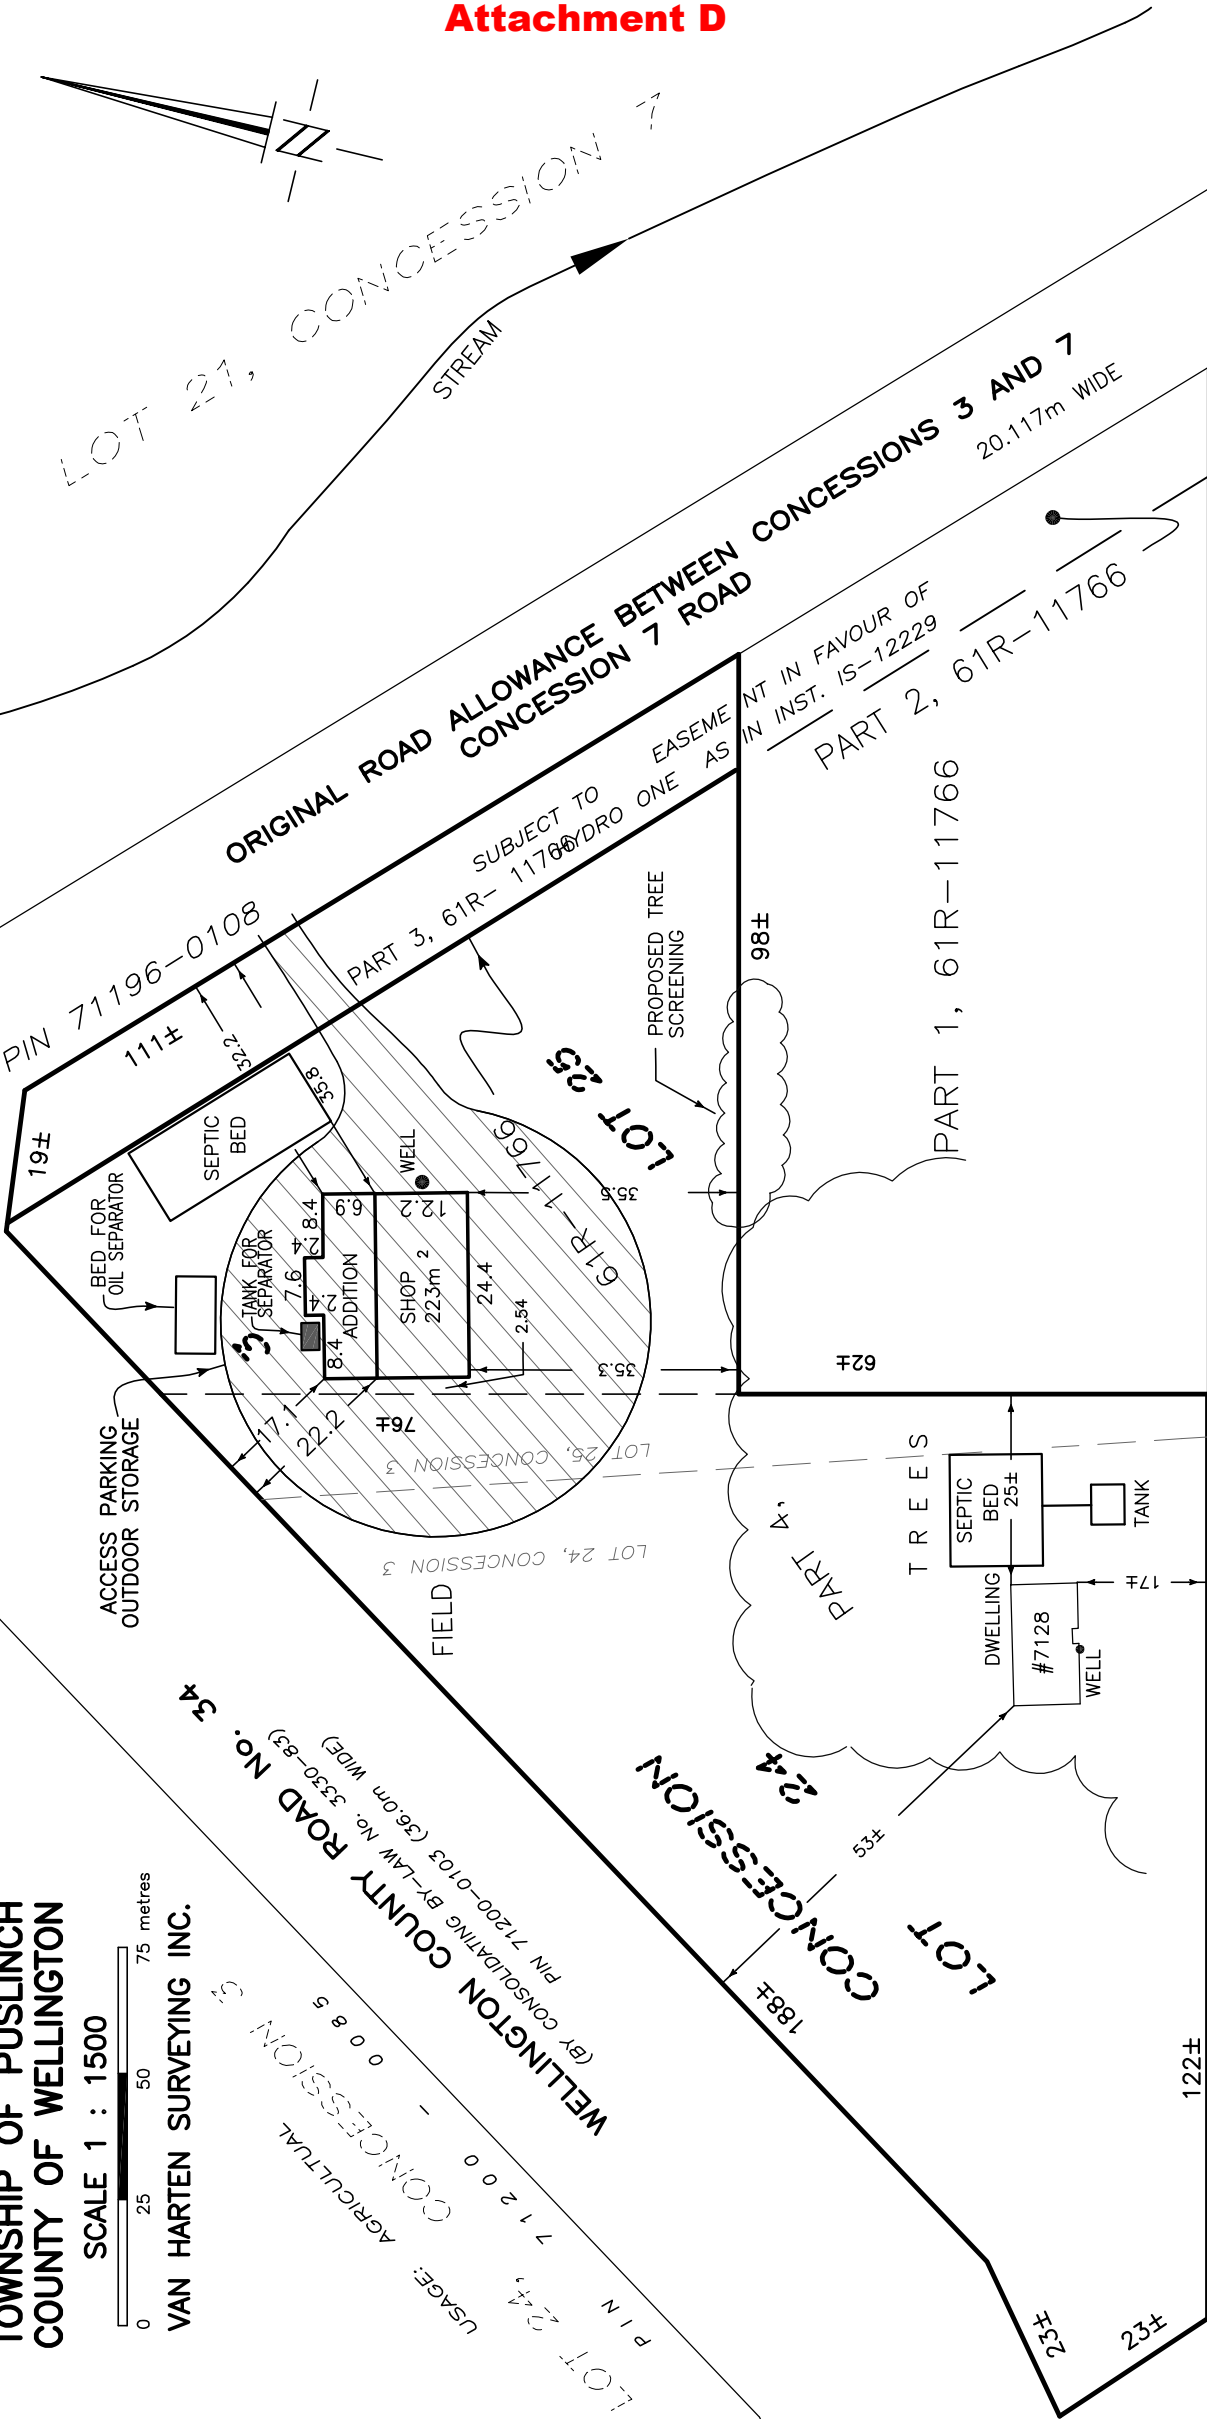 Attachment D
TOWNSHIP OF PUSLINCH
COUNTY OF WELLINGTON
SCALE 1 : 1500
0 25 50 75 metres
VAN HARTEN SURVEYING INC.
LOT 21, CONCESSION 7
STREAM
ORIGINAL ROAD ALLOWANCE BETWEEN CONCESSIONS 3 AND 7
CONCESSION 7 ROAD
20.117m WIDE
PIN 71196-0108
SUBJECT TO EASEMENT IN FAVOUR OF
HYDRO ONE AS IN INST. IS-12229
PART 3, 61R- 11766
PART 2, 61R-11766
PART 1, 61R-11766
111±
19±
32.2
35.8
SEPTIC
BED
BED FOR
OIL SEPARATOR
TANK FOR
SEPARATOR
WELL
8.4
6.9
2.4
7.6
2.4
8.4
12.2
ADDITION
SHOP
223m²
24.4
2.54
35.5
35.3
17.1
22.2
76±
3
61R-11766
LOT 25
PROPOSED TREE
SCREENING
98±
62±
ACCESS PARKING
OUTDOOR STORAGE
LOT 25, CONCESSION 3
LOT 24, CONCESSION 3
FIELD
PART 4,
TREES
SEPTIC
BED
25±
TANK
DWELLING
#7128
WELL
17±
53±
188±
122±
23±
23±
CONCESSION
LOT 24
WELLINGTON COUNTY ROAD No. 34
(BY CONSOLIDATING BY-LAW No. 3330-83)
PIN 71200-0103 (36.0m WIDE)
LOT 24, CONCESSION 3
PIN 71200 - 0085
USAGE: AGRICULTUAL